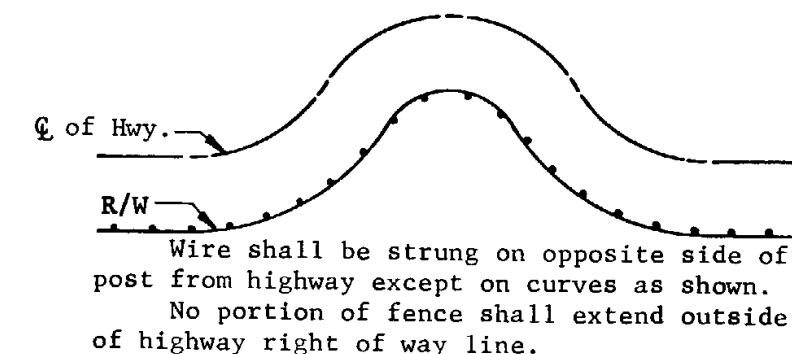 ℄ of Hwy.
R/W
Wire shall be strung on opposite side of
post from highway except on curves as shown.
No portion of fence shall extend outside
of highway right of way line.